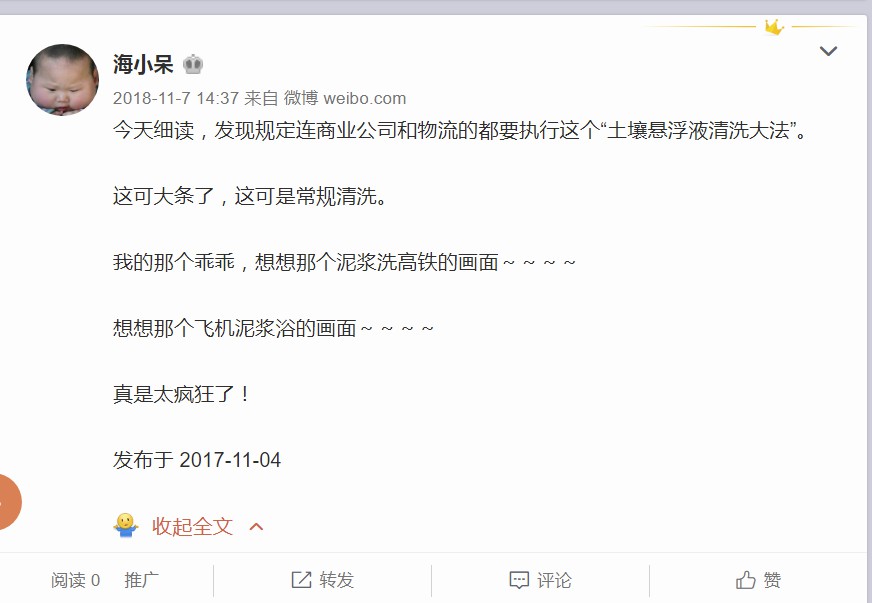 海小呆
2018-11-7 14:37 来自 微博 weibo.com
今天细读，发现规定连商业公司和物流的都要执行这个“土壤悬浮液清洗大法”。
这可大条了，这可是常规清洗。
我的那个乖乖，想想那个泥浆洗高铁的画面～～～～
想想那个飞机泥浆浴的画面～～～～
真是太疯狂了！
发布于 2017-11-04
收起全文
阅读 0 推广 转发 评论 赞